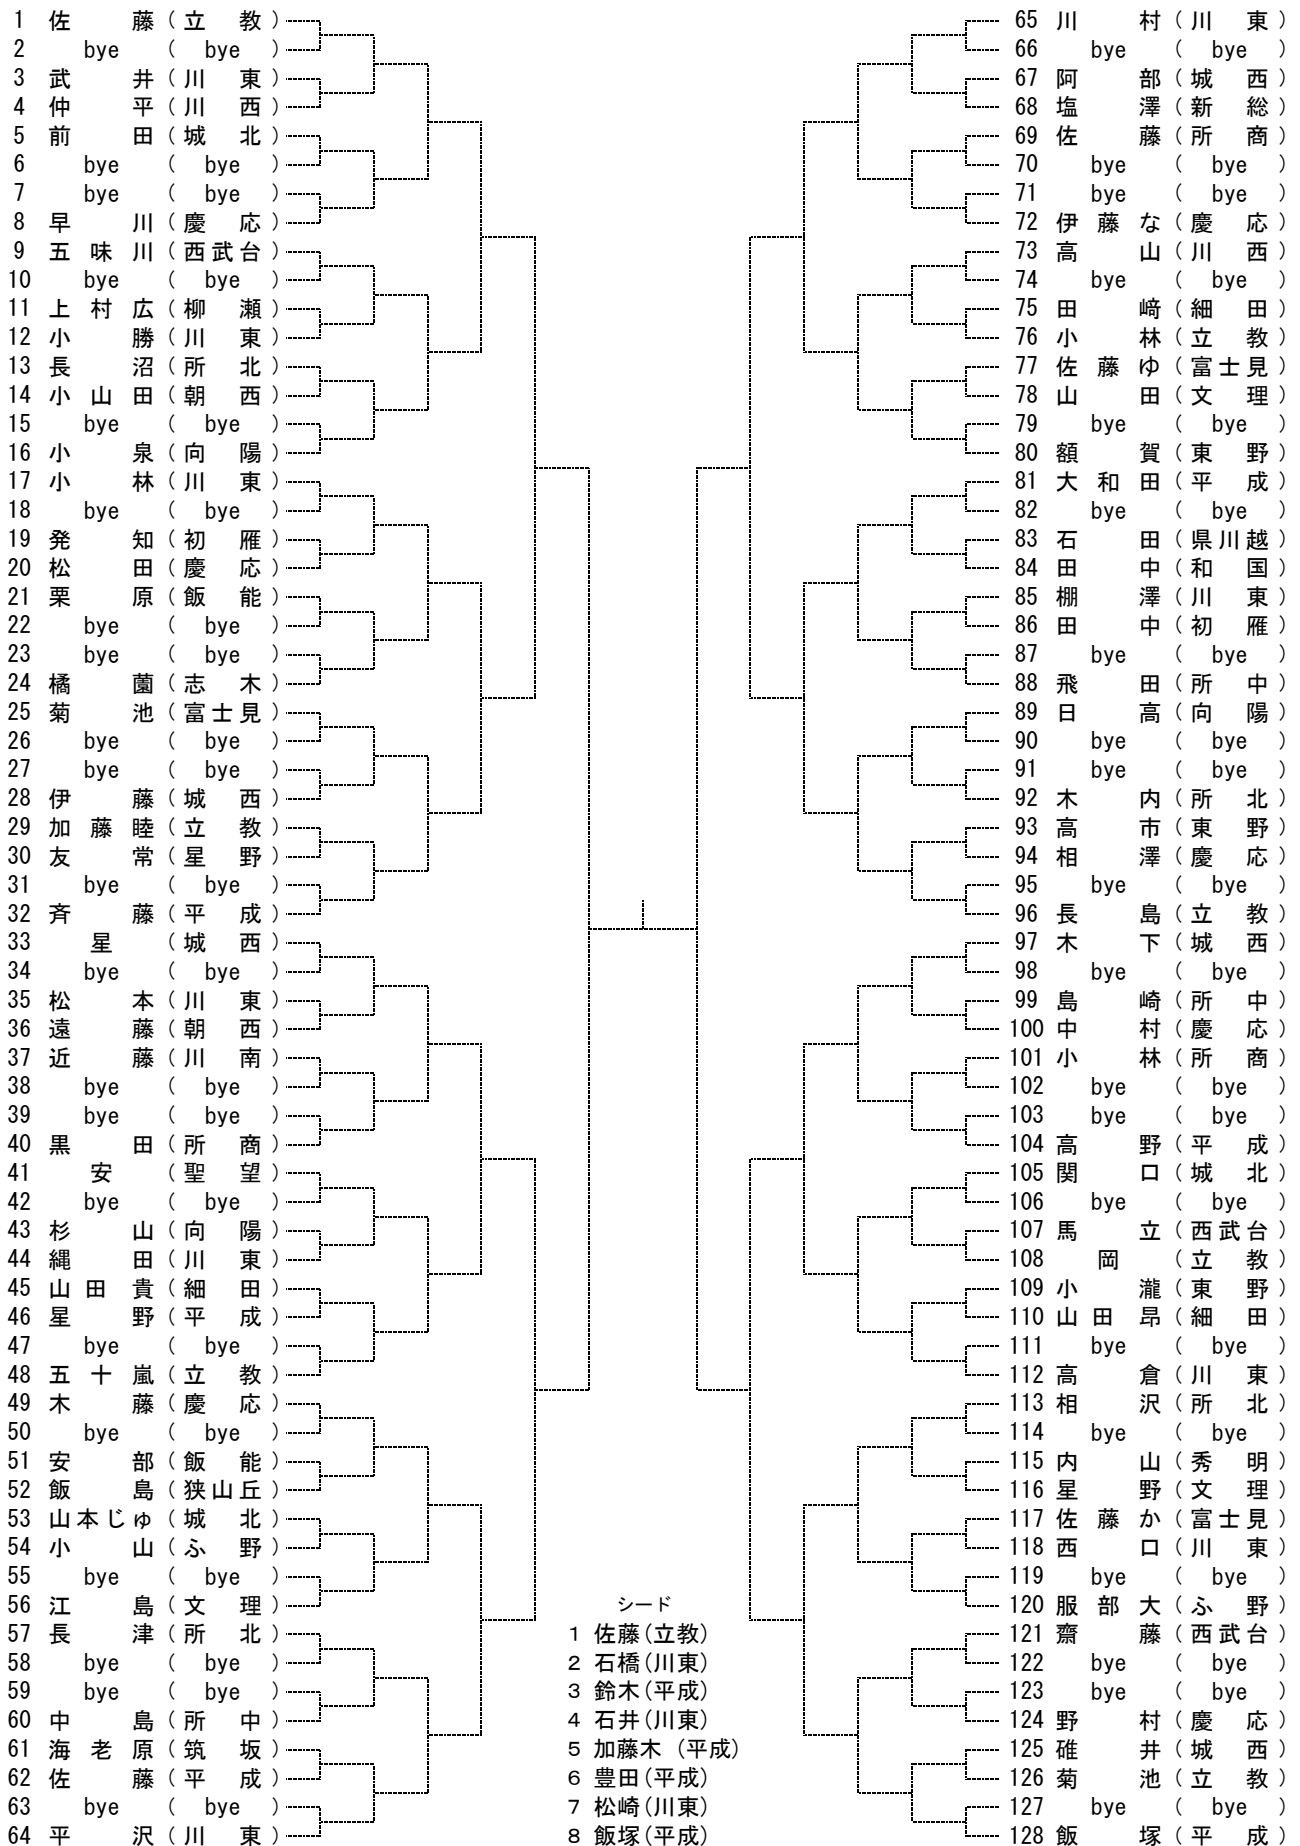 1 佐藤(立教)
2 bye(bye)
3 武井(川東)
4 仲平(川西)
5 前田(城北)
6 bye(bye)
7 bye(bye)
8 早川(慶応)
9 五味川(西武台)
10 bye(bye)
11 上村広(柳瀬)
12 小勝(川東)
13 長沼(所北)
14 小山田(朝西)
15 bye(bye)
16 小泉(向陽)
17 小林(川東)
18 bye(bye)
19 発知(初雁)
20 松田(慶応)
21 栗原(飯能)
22 bye(bye)
23 bye(bye)
24 橘薗(志木)
25 菊池(富士見)
26 bye(bye)
27 bye(bye)
28 伊藤(城西)
29 加藤睦(立教)
30 友常(星野)
31 bye(bye)
32 斉藤(平成)
33 星(城西)
34 bye(bye)
35 松本(川東)
36 遠藤(朝西)
37 近藤(川南)
38 bye(bye)
39 bye(bye)
40 黒田(所商)
41 安(聖望)
42 bye(bye)
43 杉山(向陽)
44 縄田(川東)
45 山田貴(細田)
46 星野(平成)
47 bye(bye)
48 五十嵐(立教)
49 木藤(慶応)
50 bye(bye)
51 安部(飯能)
52 飯島(狭山丘)
53 山本じゅ(城北)
54 小山(ふ野)
55 bye(bye)
56 江島(文理)
57 長津(所北)
58 bye(bye)
59 bye(bye)
60 中島(所中)
61 海老原(筑坂)
62 佐藤(平成)
63 bye(bye)
64 平沢(川東)
シード
1 佐藤(立教)
2 石橋(川東)
3 鈴木(平成)
4 石井(川東)
5 加藤木(平成)
6 豊田(平成)
7 松崎(川東)
8 飯塚(平成)
65 川村(川東)
66 bye(bye)
67 阿部(城西)
68 塩澤(新総)
69 佐藤(所商)
70 bye(bye)
71 bye(bye)
72 伊藤な(慶応)
73 高山(川西)
74 bye(bye)
75 田﨑(細田)
76 小林(立教)
77 佐藤ゆ(富士見)
78 山田(文理)
79 bye(bye)
80 額賀(東野)
81 大和田(平成)
82 bye(bye)
83 石田(県川越)
84 田中(和国)
85 棚澤(川東)
86 田中(初雁)
87 bye(bye)
88 飛田(所中)
89 日高(向陽)
90 bye(bye)
91 bye(bye)
92 木内(所北)
93 高市(東野)
94 相澤(慶応)
95 bye(bye)
96 長島(立教)
97 木下(城西)
98 bye(bye)
99 島崎(所中)
100 中村(慶応)
101 小林(所商)
102 bye(bye)
103 bye(bye)
104 高野(平成)
105 関口(城北)
106 bye(bye)
107 馬立(西武台)
108 岡(立教)
109 小瀧(東野)
110 山田昂(細田)
111 bye(bye)
112 高倉(川東)
113 相沢(所北)
114 bye(bye)
115 内山(秀明)
116 星野(文理)
117 佐藤か(富士見)
118 西口(川東)
119 bye(bye)
120 服部大(ふ野)
121 齋藤(西武台)
122 bye(bye)
123 bye(bye)
124 野村(慶応)
125 碓井(城西)
126 菊池(立教)
127 bye(bye)
128 飯塚(平成)